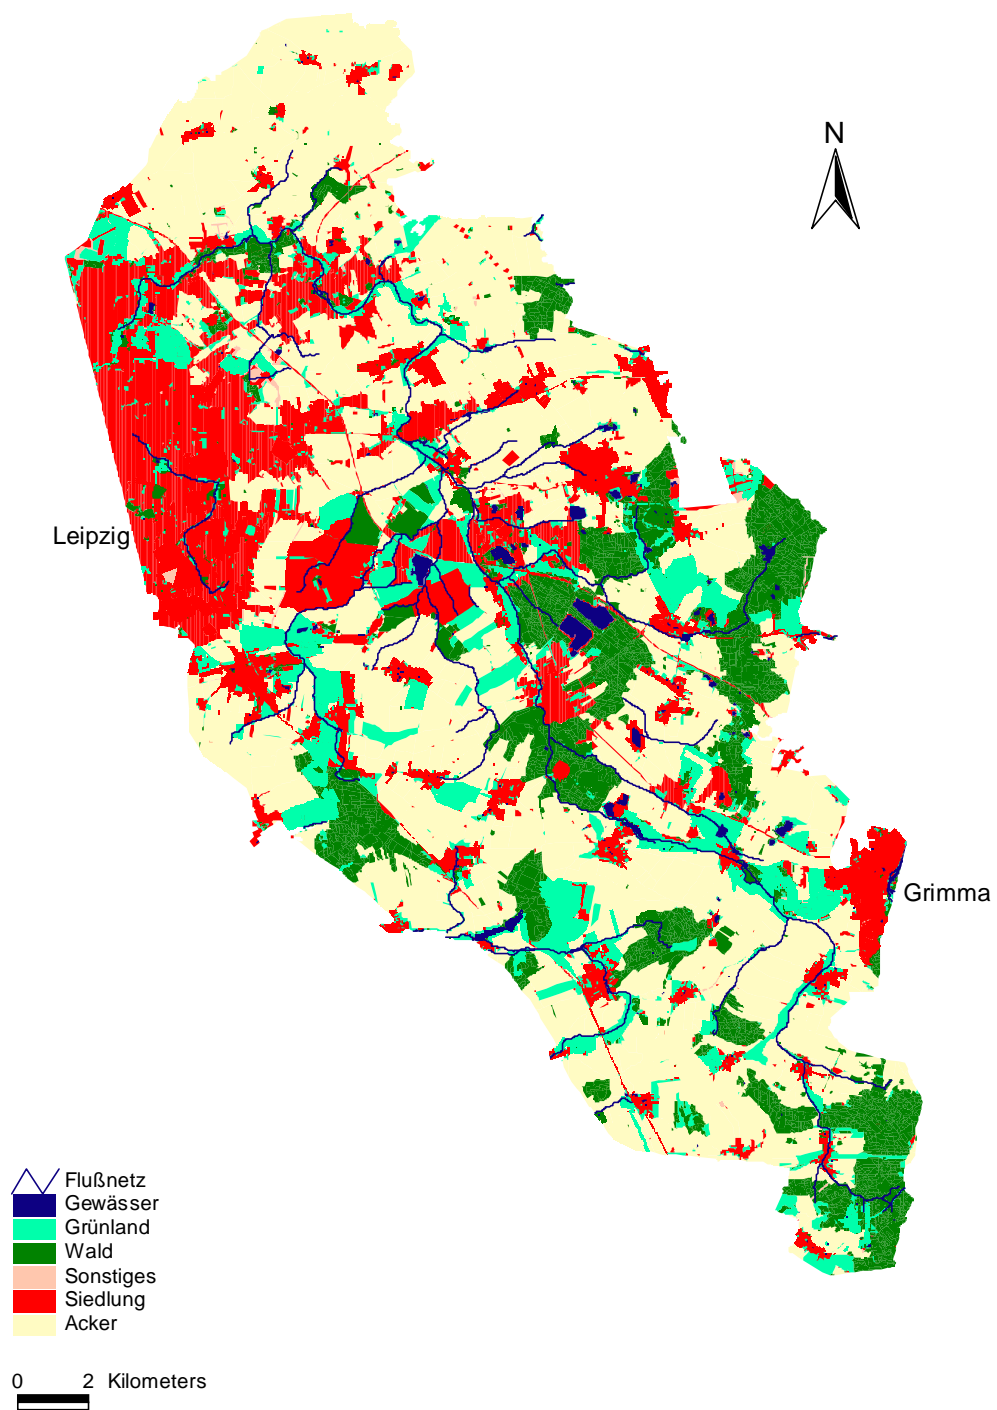 N
Leipzig
Grimma
Flußnetz
Gewässer
Grünland
Wald
Sonstiges
Siedlung
Acker
0 2 Kilometers